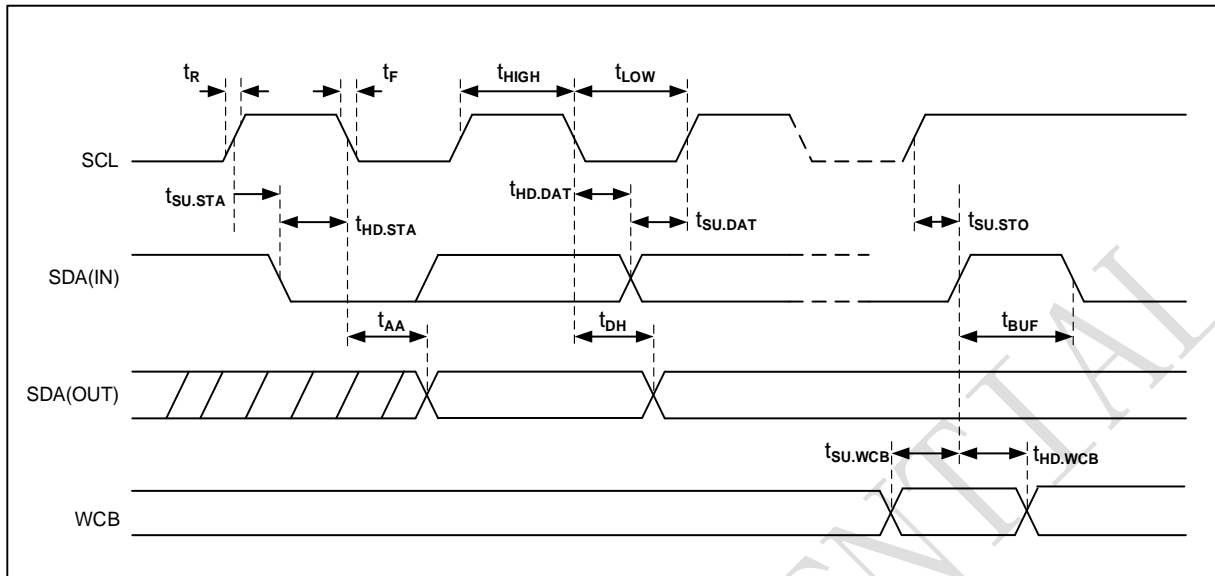 tR
tF
tHIGH
tLOW
SCL
tSU.STA
tHD.STA
tHD.DAT
tSU.DAT
tSU.STO
SDA(IN)
tAA
tDH
tBUF
SDA(OUT)
tSU.WCB
tHD.WCB
WCB
ENTIAL